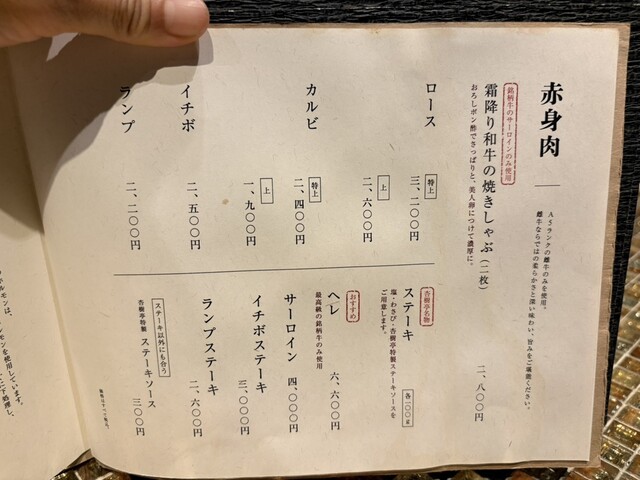 赤身肉
A5ランクの雌牛のみを使用。
雌牛ならではの柔らかさと深い味わい、旨みをご堪能ください。
銘柄牛のサーロインのみ使用
霜降り和牛の焼きしゃぶ(二枚)
二、八〇〇円
おろしポン酢でさっぱりと、美人卵につけて濃厚に。
ロース
特上
三、二〇〇円
上
二、六〇〇円
カルビ
特上
二、四〇〇円
上
一、九〇〇円
イチボ
二、五〇〇円
ランプ
二、二〇〇円
杏樹亭名物
ステーキ
各一〇〇g
塩・わさび・杏樹亭特製ステーキソースを
ご用意します。
おすすめ
ヘレ
六、六〇〇円
最高級の銘柄牛のみ使用
サーロイン
四、〇〇〇円
イチボステーキ
三、〇〇〇円
ランプステーキ
二、六〇〇円
ステーキ以外にも合う
杏樹亭特製
ステーキソース
三〇〇円